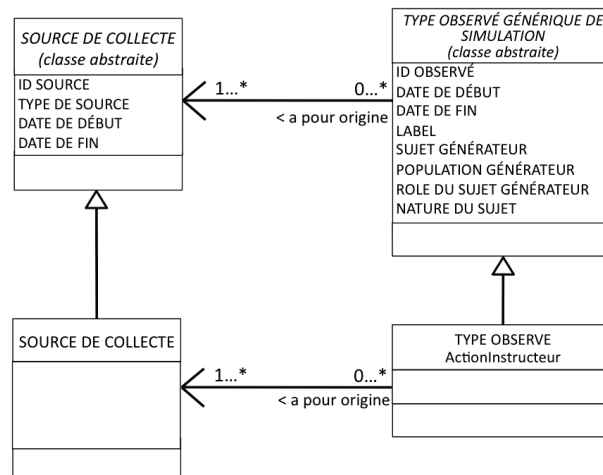 SOURCE DE COLLECTE
(classe abstraite)
ID SOURCE
TYPE DE SOURCE
DATE DE DÉBUT
DATE DE FIN
1...*
0...*
< a pour origine
TYPE OBSERVÉ GÉNÉRIQUE DE
SIMULATION
(classe abstraite)
ID OBSERVÉ
DATE DE DÉBUT
DATE DE FIN
LABEL
SUJET GÉNÉRATEUR
POPULATION GÉNÉRATEUR
ROLE DU SUJET GÉNÉRATEUR
NATURE DU SUJET
SOURCE DE COLLECTE
1...*
0...*
< a pour origine
TYPE OBSERVE
ActionInstructeur